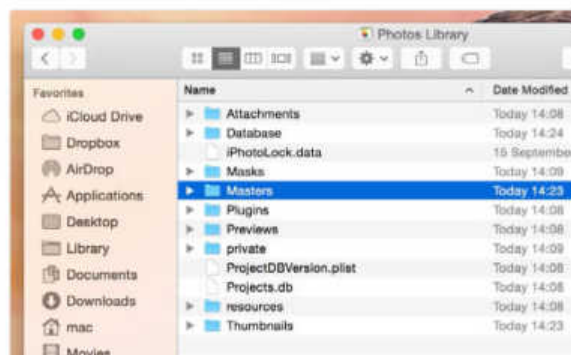 Photos Library
Favorites
iCloud Drive
Dropbox
AirDrop
Applications
Desktop
Library
Documents
Downloads
mac
Movies
Name Date Modified
Attachments Today 14:08
Database Today 14:24
iPhotoLock.data 15 Septembe
Masks Today 14:09
Masters Today 14:23
Plugins Today 14:08
Previews Today 14:08
private Today 14:09
ProjectDBVersion.plist Today 14:08
Projects.db Today 14:08
resources Today 14:08
Thumbnails Today 14:23